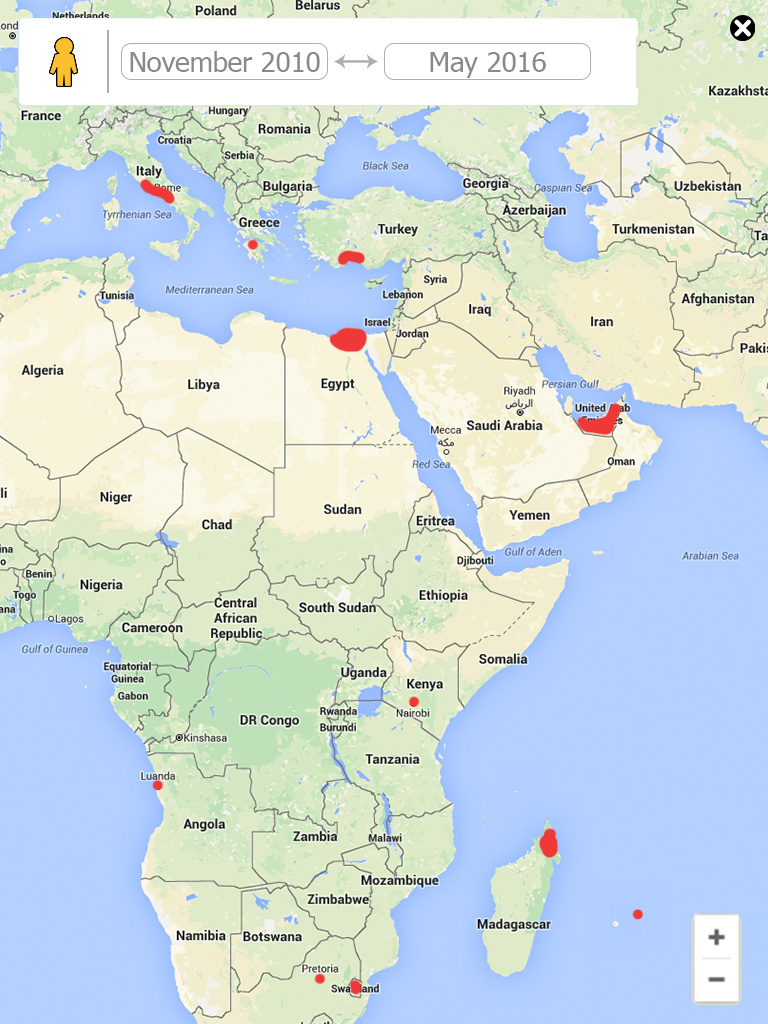 Netherlands
Poland
Belarus
November 2010
May 2016
France
Hungary
Kazakhsta
Croatia
Romania
Serbia
Italy
Black Sea
Georgia
Caspian Sea
Uzbekistan
Rome
Bulgaria
Azerbaijan
Tyrrhenian Sea
Greece
Turkey
Turkmenistan
Ta
Mediterranean Sea
Tunisia
Syria
Lebanon
Afghanistan
Israel
Iraq
Iran
Jordan
Pakis
Algeria
Libya
Egypt
Persian Gulf
Riyadh
الرياض
United Arab
Emirates
Mecca
مكة
Saudi Arabia
Red Sea
Oman
li
Niger
Chad
Sudan
Eritrea
Yemen
ina
o
Gulf of Aden
Arabian Sea
Djibouti
Benin
Nigeria
Togo
ana
Lagos
Ethiopia
Central
African
Republic
South Sudan
Cameroon
Gulf of Guinea
Somalia
Equatorial
Guinea
Gabon
Uganda
Kenya
Rwanda
Nairobi
Burundi
DR Congo
Kinshasa
Tanzania
Luanda
Angola
Zambia
Malawi
Mozambique
Zimbabwe
Madagascar
Namibia
Botswana
Pretoria
Swaziland
+
−